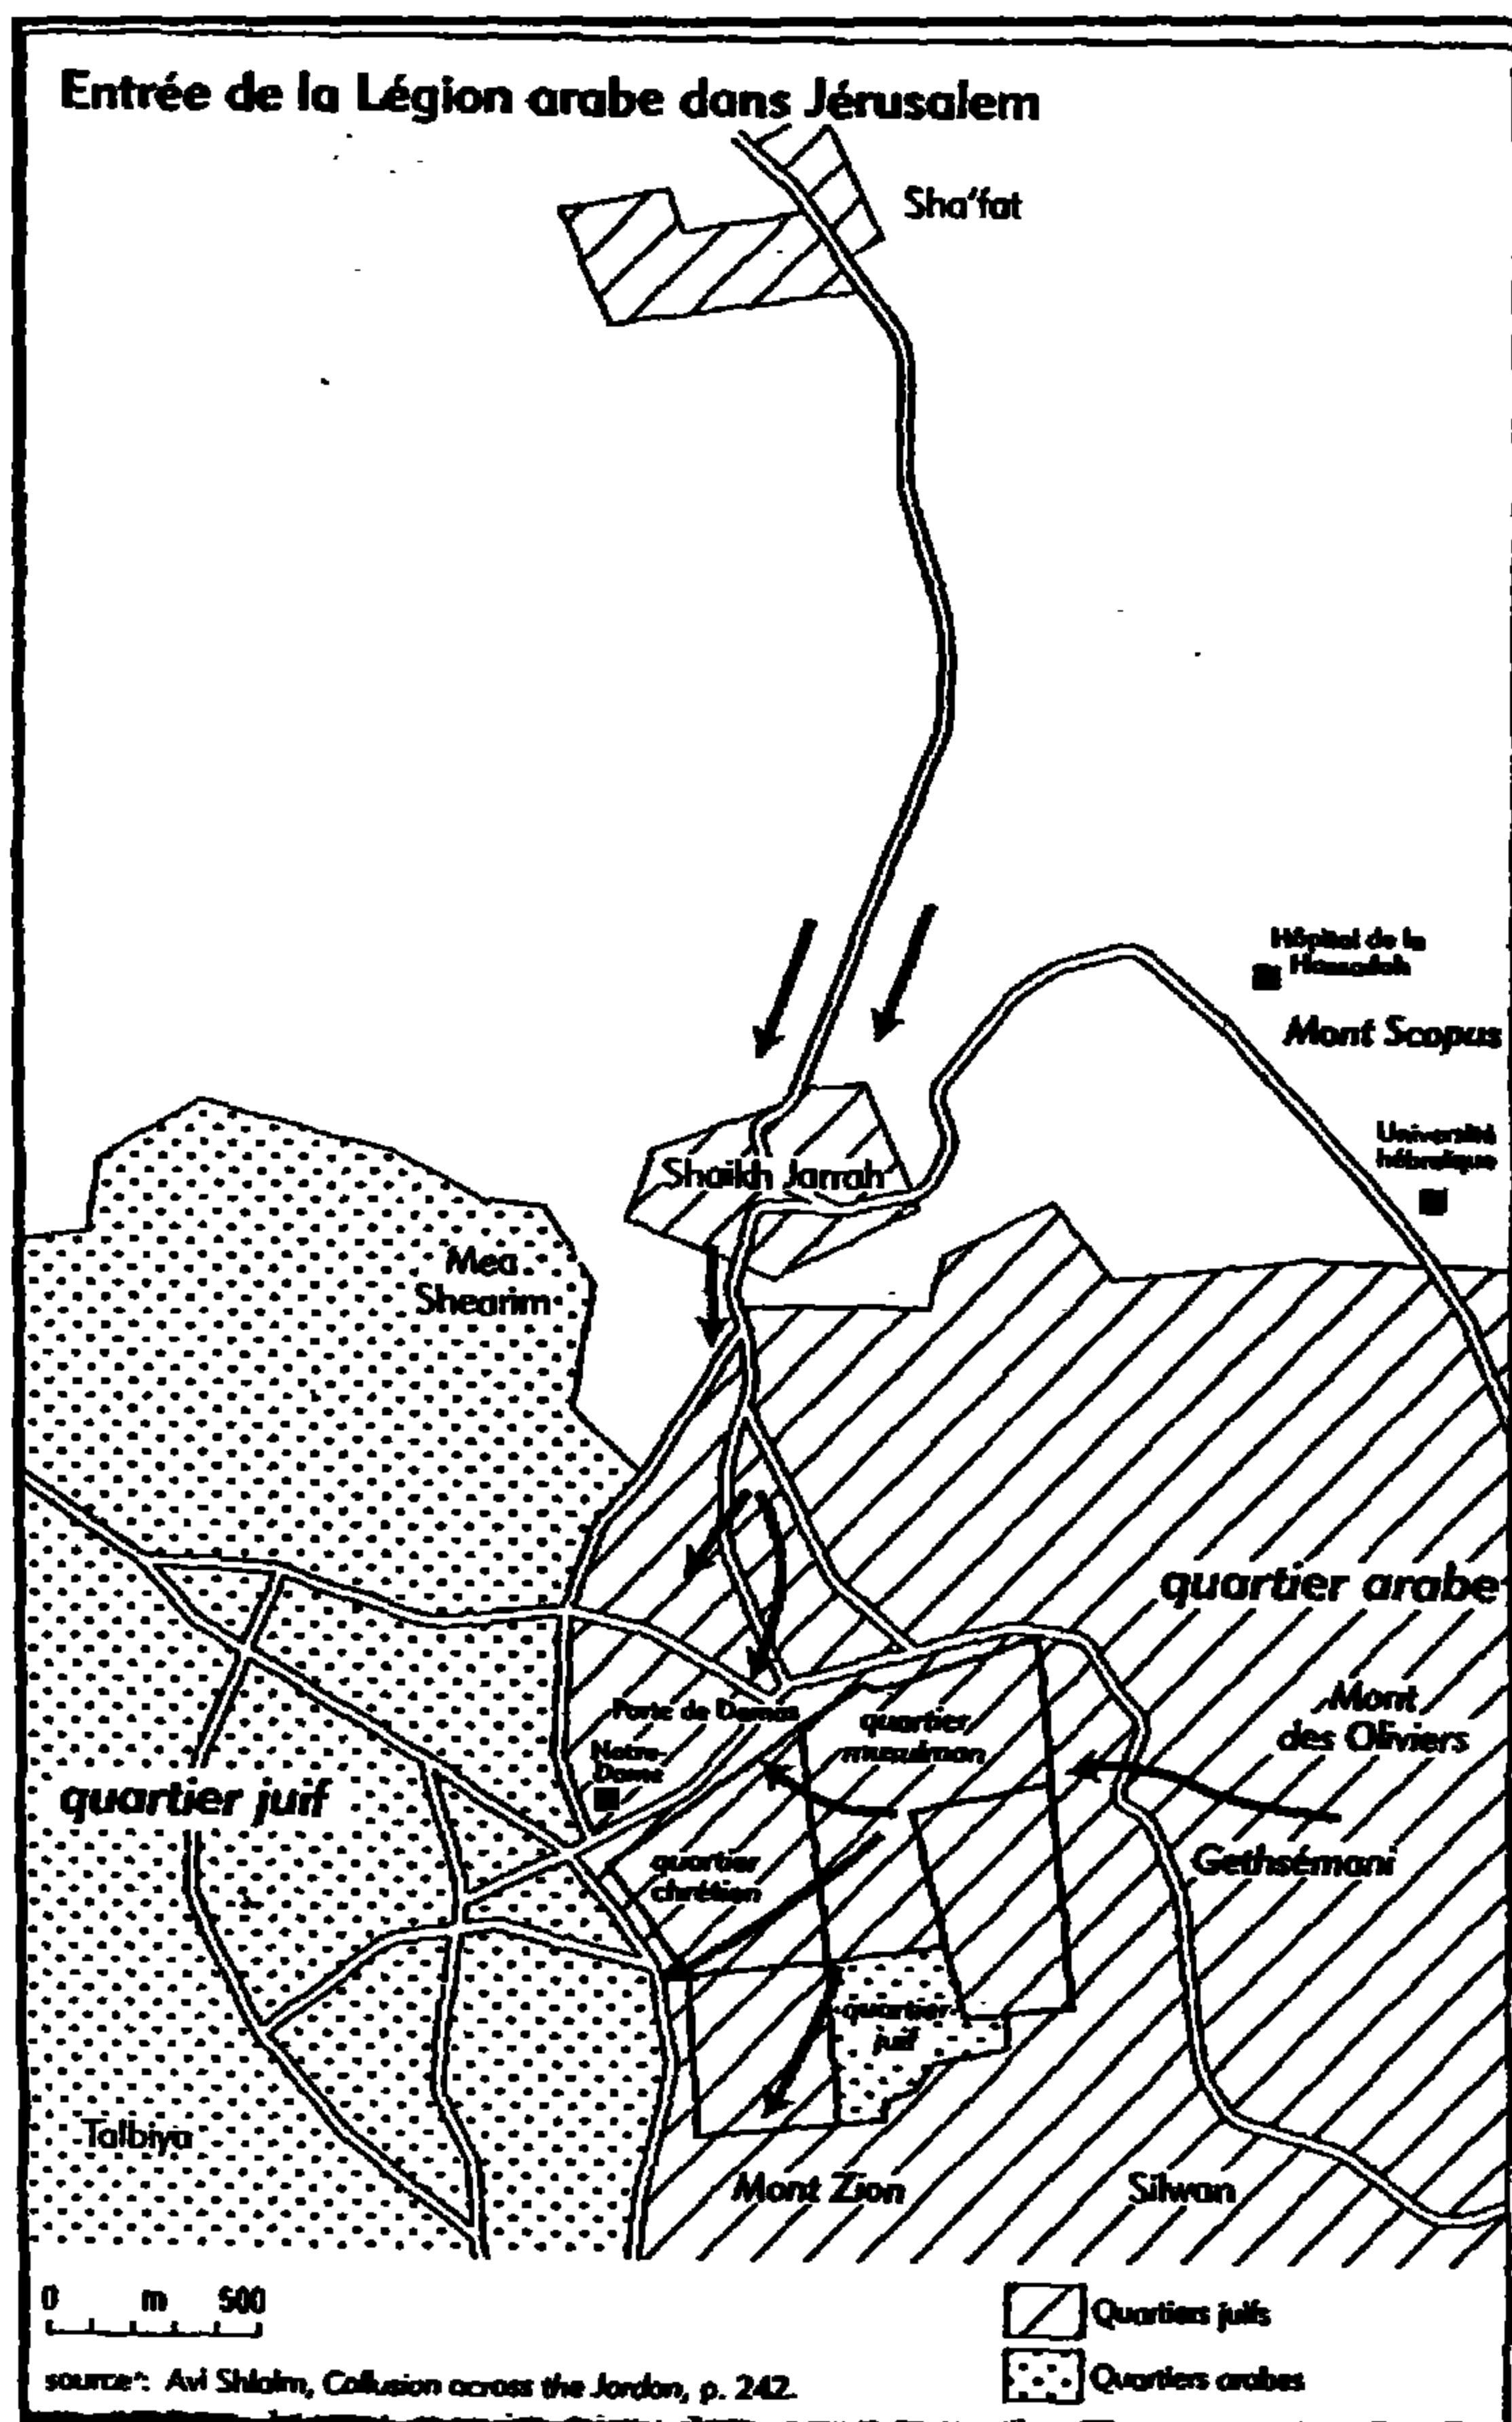 Entrée de la Légion arabe dans Jérusalem
Sha'fat
Hôpital de la
Hassadah
Mont Scopus
Université
hébraïque
Shaikh Jarrah
Mea
Shearim
quartier arabe
Mont
des Oliviers
Porte de Damas
quartier
musulman
Notre-
Dame
quartier juif
Gethsémani
quartier
chrétien
quartier
juif
Talbiya
Mont Zion
Silwan
0 m 500
Quartiers juifs
Quartiers arabes
source: Avi Shlaim, Collusion across the Jordan, p. 242.